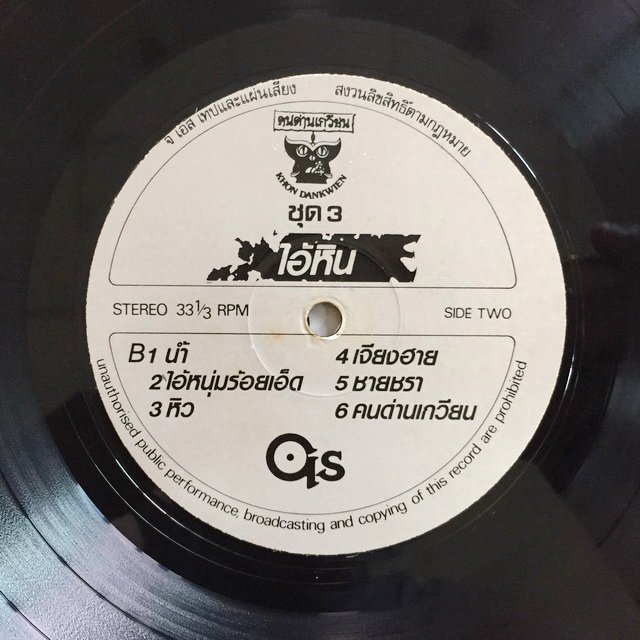 จ เอส เทปและแผ่นเสียง
สงวนลิขสิทธิ์ตามกฎหมาย
ฅนด่านเกวียน
KHON DANKWIEN
ชุด 3
ไอ้หิน
STEREO 33 1/3 RPM
SIDE TWO
B1 น้ำ
2 ไอ้หนุ่มร้อยเอ็ด
3 หิว
4 เจียงฮาย
5 ชายชรา
6 คนด่านเกวียน
unauthorised public performance, broadcasting and copying of this record are prohibited